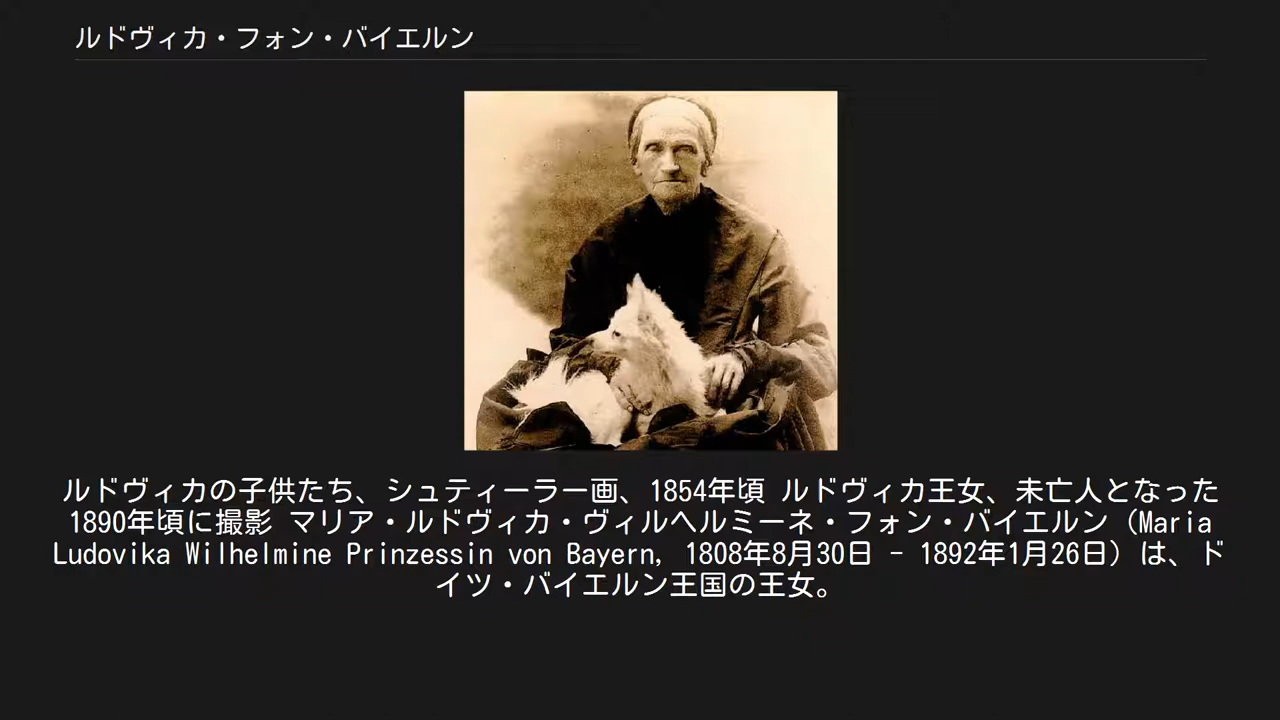 ルドヴィカ・フォン・バイエルン
ルドヴィカの子供たち、シュティーラー画、1854年頃 ルドヴィカ王女、未亡人となった
1890年頃に撮影 マリア・ルドヴィカ・ヴィルヘルミーネ・フォン・バイエルン（Maria
Ludovika Wilhelmine Prinzessin von Bayern, 1808年8月30日 - 1892年1月26日）は、ド
イツ・バイエルン王国の王女。